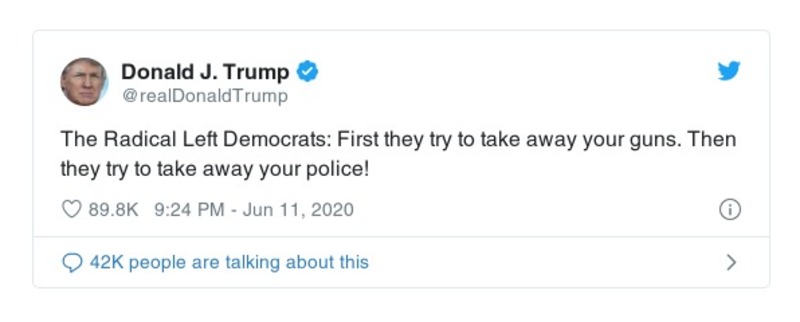 Donald J. Trump
@realDonaldTrump
The Radical Left Democrats: First they try to take away your guns. Then
they try to take away your police!
89.8K 9:24 PM - Jun 11, 2020
42K people are talking about this